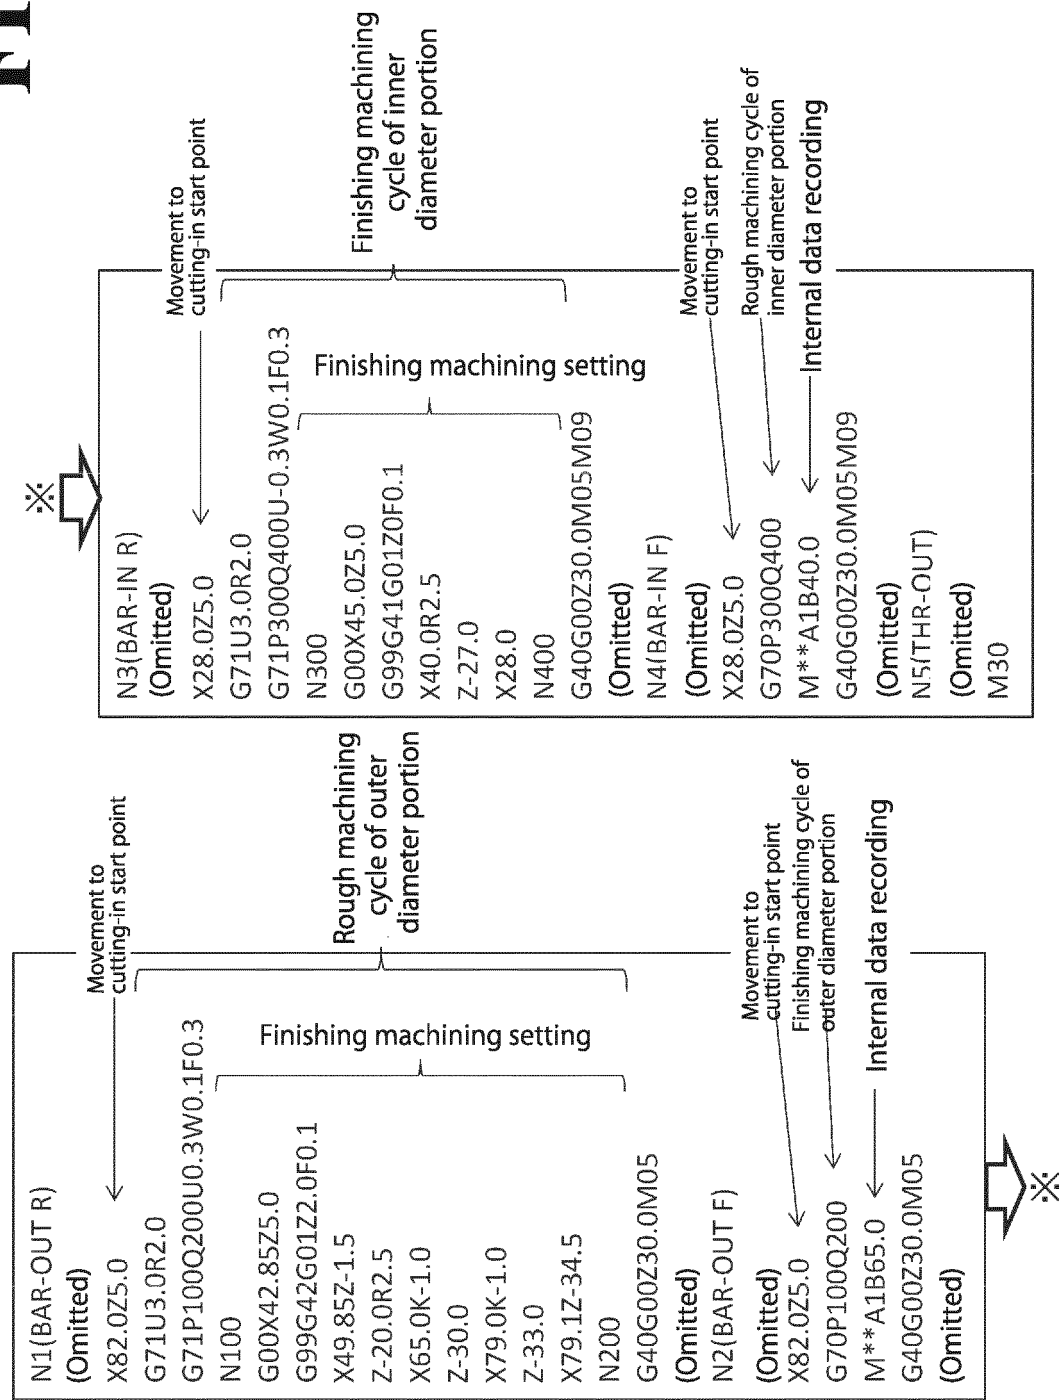 N1(BAR-OUT R)
(Omitted)
X82.0Z5.0
G71U3.0R2.0
G71P100Q200U0.3W0.1F0.3
N100
G00X42.85Z5.0
G99G42G01Z2.0F0.1
X49.85Z-1.5
Z-20.0R2.5
X65.0K-1.0
Z-30.0
X79.0K-1.0
Z-33.0
X79.1Z-34.5
N200
G40G00Z30.0M05
(Omitted)
N2(BAR-OUT F)
(Omitted)
X82.0Z5.0
G70P100Q200
M**A1B65.0
G40G00Z30.0M05
(Omitted)
Movement to
cutting-in start point
Finishing machining setting
Rough machining
cycle of outer
diameter portion
Movement to
cutting-in start point
Finishing machining cycle of
outer diameter portion
Internal data recording
※
※
N3(BAR-IN R)
(Omitted)
X28.0Z5.0
G71U3.0R2.0
G71P300Q400U-0.3W0.1F0.3
N300
G00X45.0Z5.0
G99G41G01Z0F0.1
X40.0R2.5
Z-27.0
X28.0
N400
G40G00Z30.0M05M09
(Omitted)
N4(BAR-IN F)
(Omitted)
X28.0Z5.0
G70P300Q400
M**A1B40.0
G40G00Z30.0M05M09
(Omitted)
N5(THR-OUT)
(Omitted)
M30
Movement to
cutting-in start point
Finishing machining setting
Finishing machining
cycle of inner
diameter portion
Movement to
cutting-in start point
Rough machining cycle of
inner diameter portion
Internal data recording